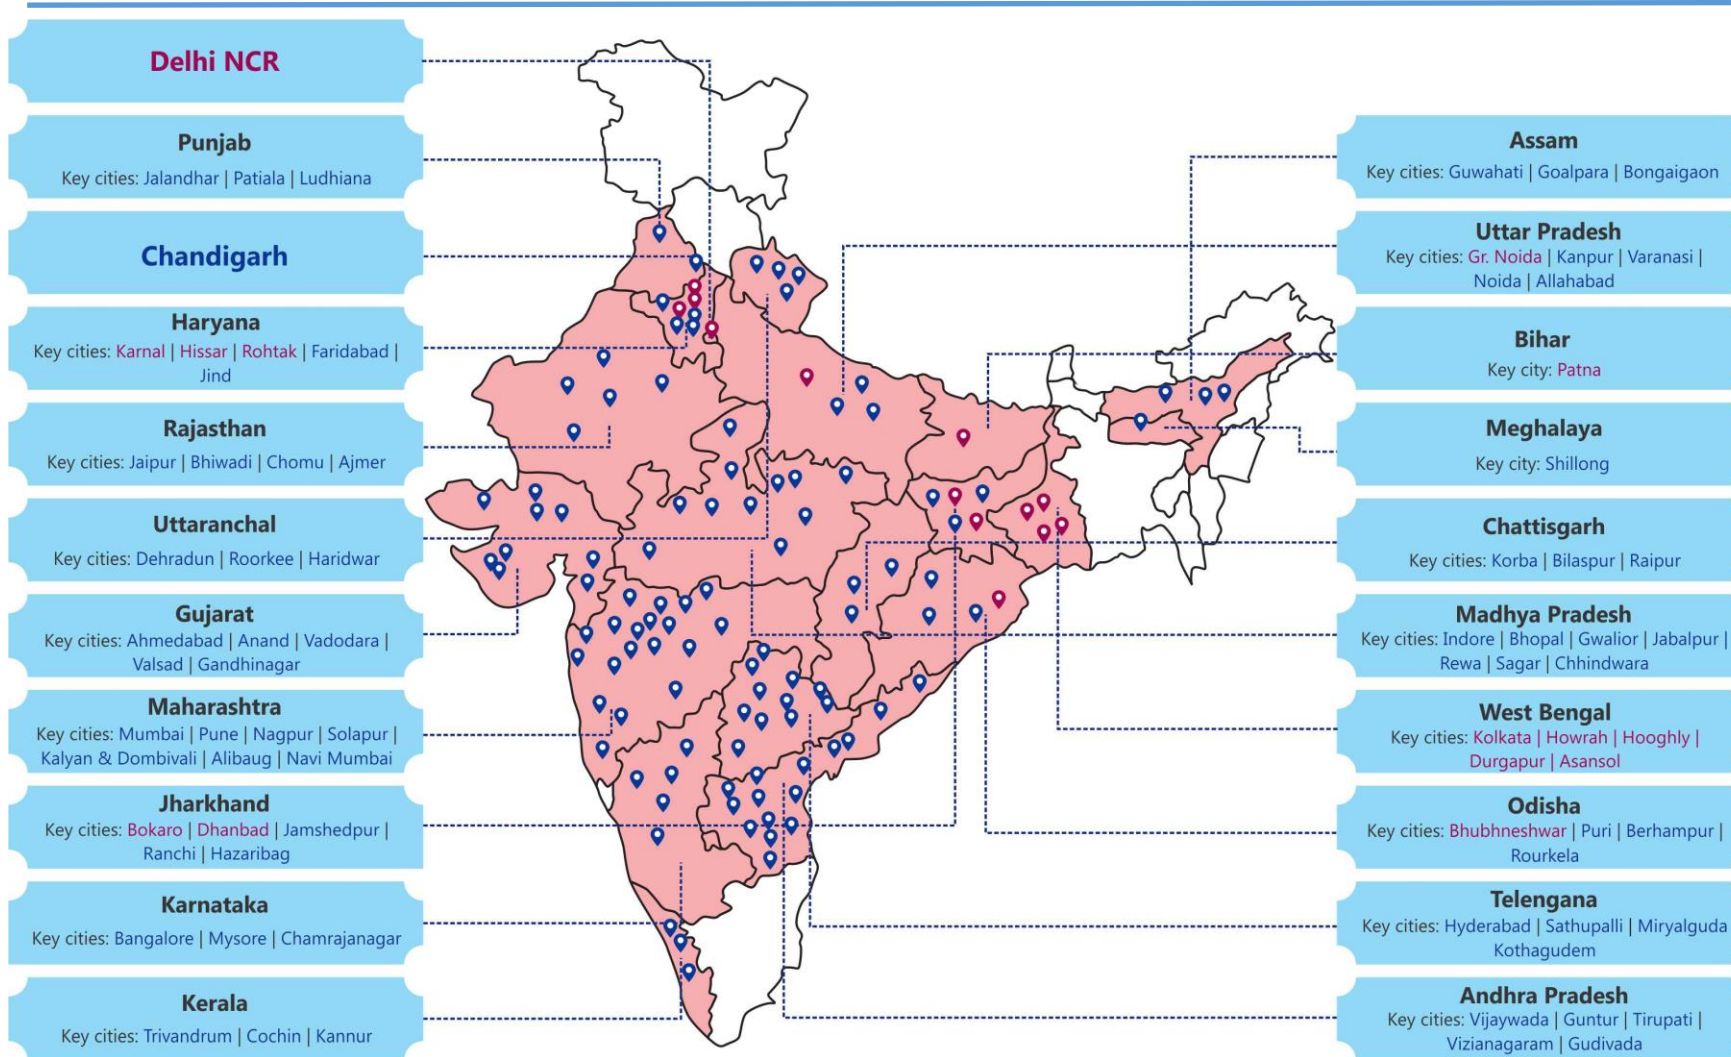 Delhi NCR
Punjab
Key cities: Jalandhar | Patiala | Ludhiana
Chandigarh
Haryana
Key cities: Karnal | Hissar | Rohtak | Faridabad |
Jind
Rajasthan
Key cities: Jaipur | Bhiwadi | Chomu | Ajmer
Uttaranchal
Key cities: Dehradun | Roorkee | Haridwar
Gujarat
Key cities: Ahmedabad | Anand | Vadodara |
Valsad | Gandhinagar
Maharashtra
Key cities: Mumbai | Pune | Nagpur | Solapur |
Kalyan & Dombivali | Alibaug | Navi Mumbai
Jharkhand
Key cities: Bokaro | Dhanbad | Jamshedpur |
Ranchi | Hazaribag
Karnataka
Key cities: Bangalore | Mysore | Chamrajanagar
Kerala
Key cities: Trivandrum | Cochin | Kannur
Assam
Key cities: Guwahati | Goalpara | Bongaigaon
Uttar Pradesh
Key cities: Gr. Noida | Kanpur | Varanasi |
Noida | Allahabad
Bihar
Key city: Patna
Meghalaya
Key city: Shillong
Chattisgarh
Key cities: Korba | Bilaspur | Raipur
Madhya Pradesh
Key cities: Indore | Bhopal | Gwalior | Jabalpur |
Rewa | Sagar | Chhindwara
West Bengal
Key cities: Kolkata | Howrah | Hooghly |
Durgapur | Asansol
Odisha
Key cities: Bhubhneshwar | Puri | Berhampur |
Rourkela
Telengana
Key cities: Hyderabad | Sathupalli | Miryalguda
Kothagudem
Andhra Pradesh
Key cities: Vijaywada | Guntur | Tirupati |
Vizianagaram | Gudivada